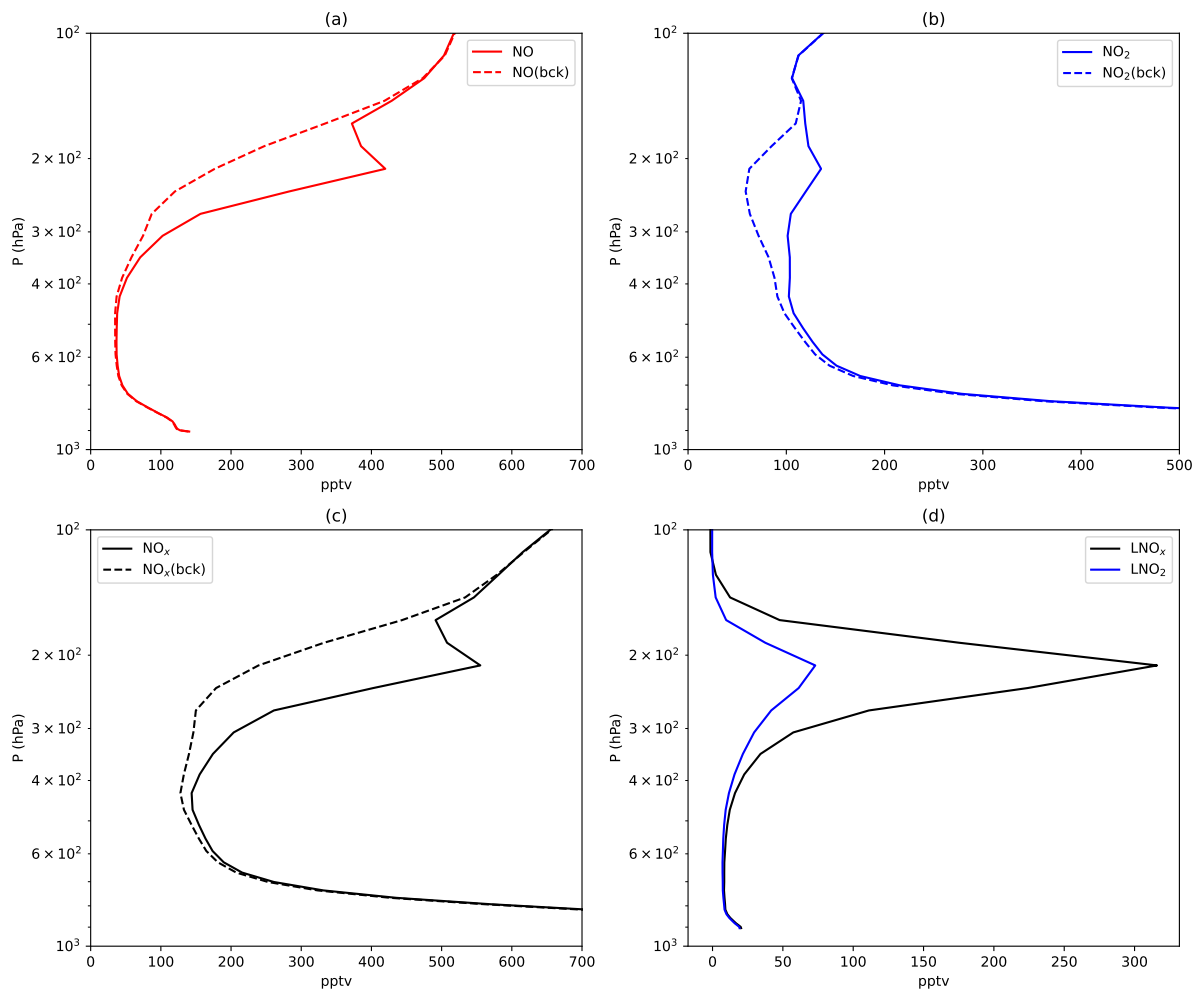 (a)
10²
2 × 10²
3 × 10²
4 × 10²
6 × 10²
10³
P (hPa)
0 100 200 300 400 500 600 700
pptv
NO
NO(bck)
(b)
10²
2 × 10²
3 × 10²
4 × 10²
6 × 10²
10³
P (hPa)
0 100 200 300 400 500
pptv
NO₂
NO₂(bck)
(c)
10²
2 × 10²
3 × 10²
4 × 10²
6 × 10²
10³
P (hPa)
0 100 200 300 400 500 600 700
pptv
NOₓ
NOₓ(bck)
(d)
10²
2 × 10²
3 × 10²
4 × 10²
6 × 10²
10³
P (hPa)
0 50 100 150 200 250 300
pptv
LNOₓ
LNO₂